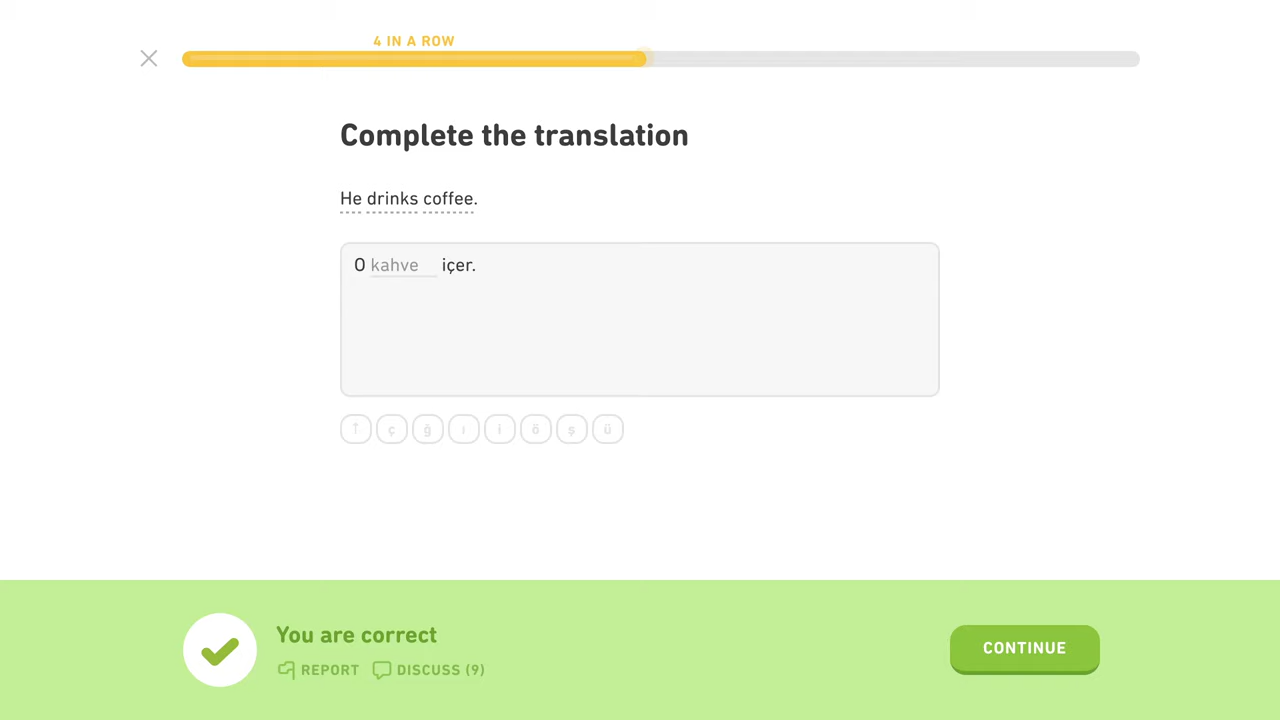 4 IN A ROW
Complete the translation
He drinks coffee.
O kahve içer.
↑ ç ğ ı i ö ş ü
You are correct
REPORT DISCUSS (9)
CONTINUE